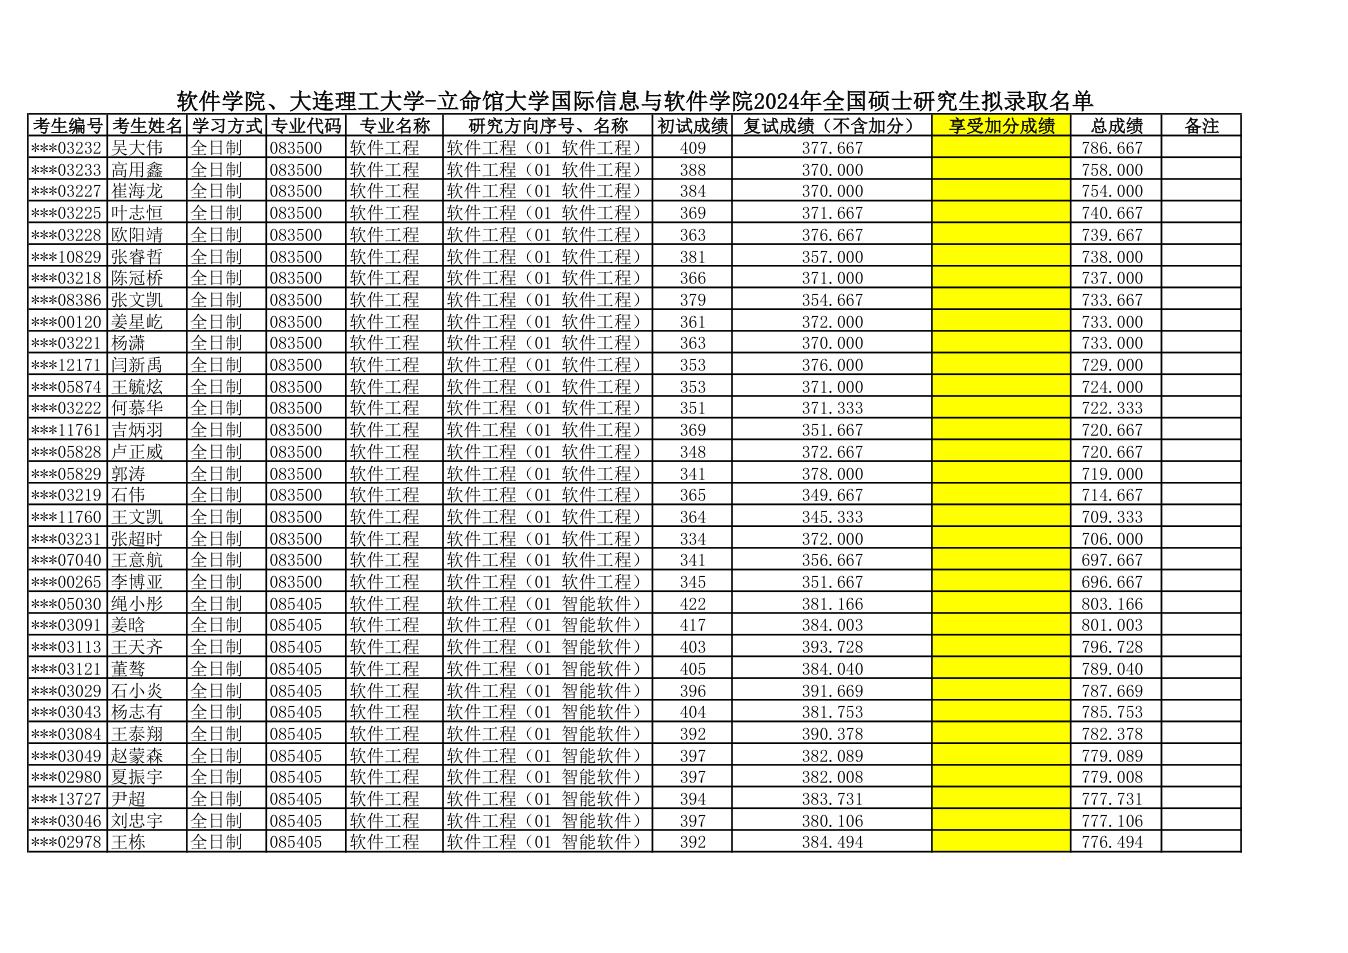 软件学院、大连理工大学-立命馆大学国际信息与软件学院2024年全国硕士研究生拟录取名单
考生编号 考生姓名 学习方式 专业代码 专业名称 研究方向序号、名称 初试成绩 复试成绩（不含加分） 享受加分成绩 总成绩 备注
***03232 吴大伟 全日制 083500 软件工程 软件工程（01 软件工程） 409 377.667 786.667
***03233 高用鑫 全日制 083500 软件工程 软件工程（01 软件工程） 388 370.000 758.000
***03227 崔海龙 全日制 083500 软件工程 软件工程（01 软件工程） 384 370.000 754.000
***03225 叶志恒 全日制 083500 软件工程 软件工程（01 软件工程） 369 371.667 740.667
***03228 欧阳靖 全日制 083500 软件工程 软件工程（01 软件工程） 363 376.667 739.667
***10829 张睿哲 全日制 083500 软件工程 软件工程（01 软件工程） 381 357.000 738.000
***03218 陈冠桥 全日制 083500 软件工程 软件工程（01 软件工程） 366 371.000 737.000
***08386 张文凯 全日制 083500 软件工程 软件工程（01 软件工程） 379 354.667 733.667
***00120 姜星屹 全日制 083500 软件工程 软件工程（01 软件工程） 361 372.000 733.000
***03221 杨潇 全日制 083500 软件工程 软件工程（01 软件工程） 363 370.000 733.000
***12171 闫新禹 全日制 083500 软件工程 软件工程（01 软件工程） 353 376.000 729.000
***05874 王毓炫 全日制 083500 软件工程 软件工程（01 软件工程） 353 371.000 724.000
***03222 何慕华 全日制 083500 软件工程 软件工程（01 软件工程） 351 371.333 722.333
***11761 吉炳羽 全日制 083500 软件工程 软件工程（01 软件工程） 369 351.667 720.667
***05828 卢正威 全日制 083500 软件工程 软件工程（01 软件工程） 348 372.667 720.667
***05829 郭涛 全日制 083500 软件工程 软件工程（01 软件工程） 341 378.000 719.000
***03219 石伟 全日制 083500 软件工程 软件工程（01 软件工程） 365 349.667 714.667
***11760 王文凯 全日制 083500 软件工程 软件工程（01 软件工程） 364 345.333 709.333
***03231 张超时 全日制 083500 软件工程 软件工程（01 软件工程） 334 372.000 706.000
***07040 王意航 全日制 083500 软件工程 软件工程（01 软件工程） 341 356.667 697.667
***00265 李博亚 全日制 083500 软件工程 软件工程（01 软件工程） 345 351.667 696.667
***05030 绳小彤 全日制 085405 软件工程 软件工程（01 智能软件） 422 381.166 803.166
***03091 姜晗 全日制 085405 软件工程 软件工程（01 智能软件） 417 384.003 801.003
***03113 王天齐 全日制 085405 软件工程 软件工程（01 智能软件） 403 393.728 796.728
***03121 董骜 全日制 085405 软件工程 软件工程（01 智能软件） 405 384.040 789.040
***03029 石小炎 全日制 085405 软件工程 软件工程（01 智能软件） 396 391.669 787.669
***03043 杨志有 全日制 085405 软件工程 软件工程（01 智能软件） 404 381.753 785.753
***03084 王泰翔 全日制 085405 软件工程 软件工程（01 智能软件） 392 390.378 782.378
***03049 赵蒙森 全日制 085405 软件工程 软件工程（01 智能软件） 397 382.089 779.089
***02980 夏振宇 全日制 085405 软件工程 软件工程（01 智能软件） 397 382.008 779.008
***13727 尹超 全日制 085405 软件工程 软件工程（01 智能软件） 394 383.731 777.731
***03046 刘忠宇 全日制 085405 软件工程 软件工程（01 智能软件） 397 380.106 777.106
***02978 王栋 全日制 085405 软件工程 软件工程（01 智能软件） 392 384.494 776.494